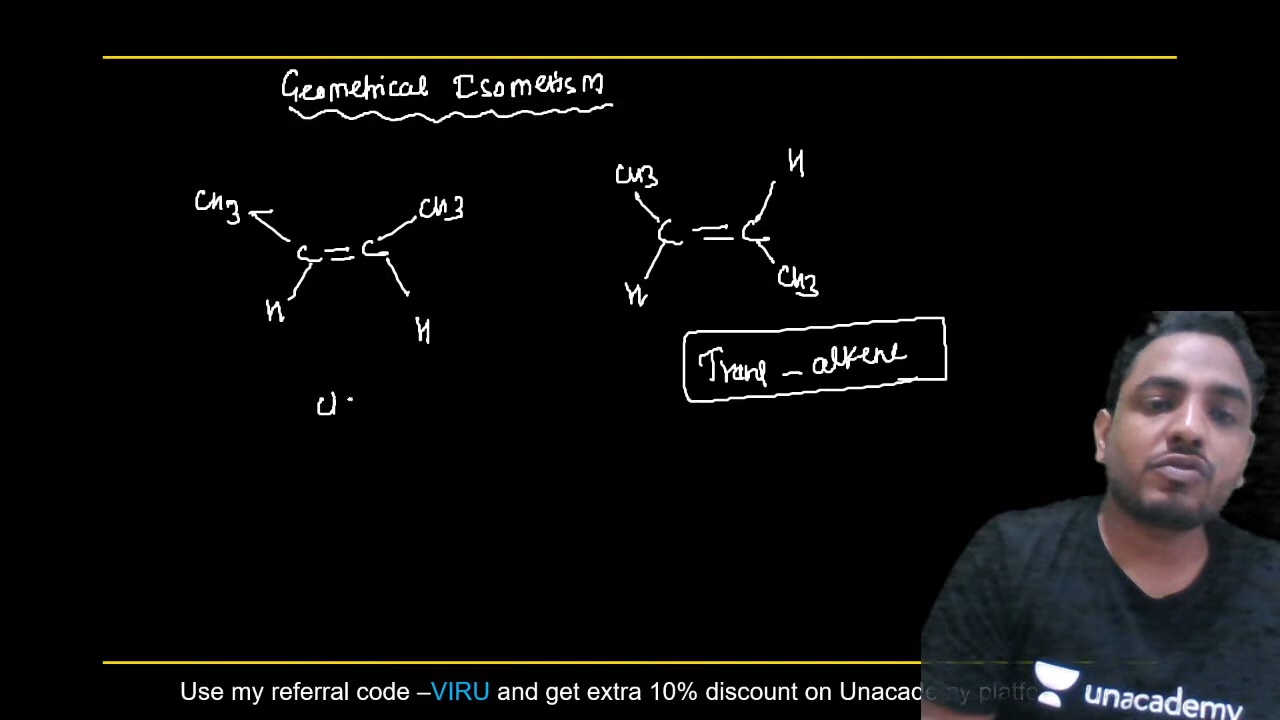 Geometrical Isomerism
CH3 CH3
C=C
H H
CH3 H
C=C
H CH3
Trans - alkene
Use my referral code –VIRU and get extra 10% discount on Unacademy platfo
unacademy